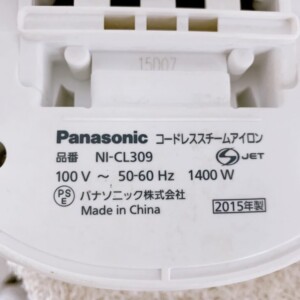 15D07
Panasonic コードレススチームアイロン
品番 NI-CL309
S JET
100 V ～ 50-60 Hz 1400 W
PS E パナソニック株式会社
Made in China 2015年製